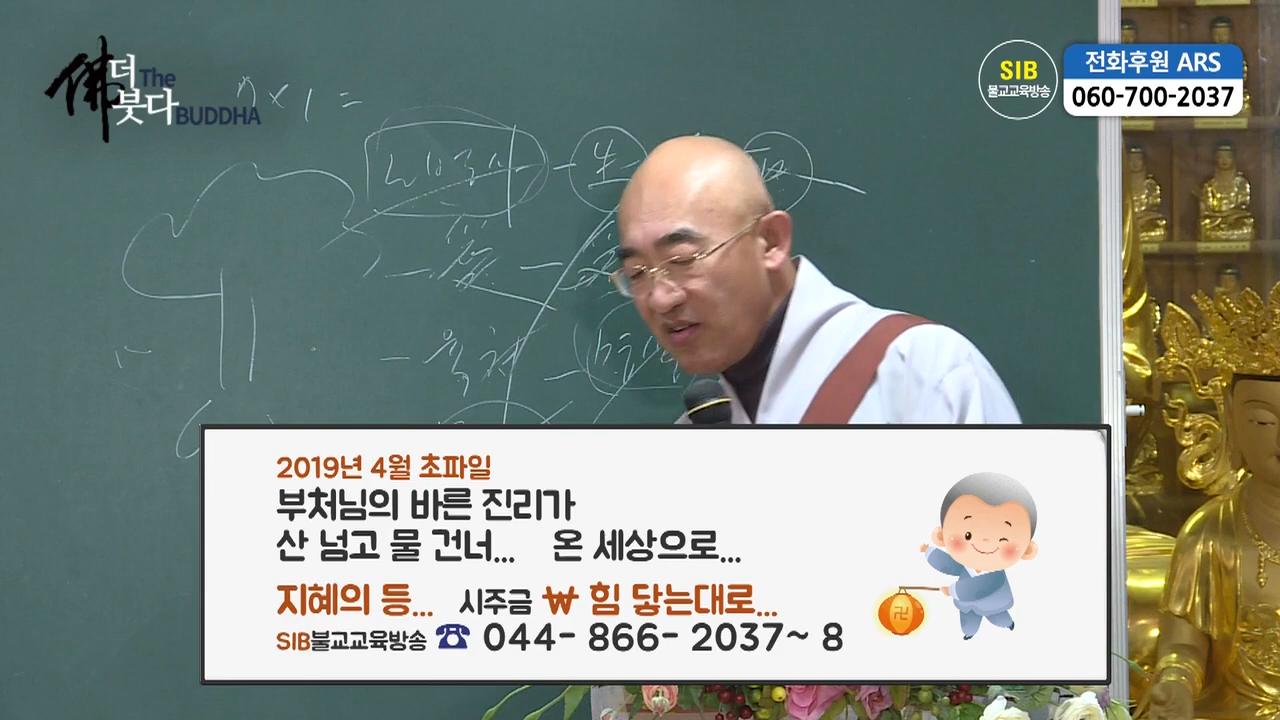 佛 더 The
붓다 BUDDHA
SIB
불교교육방송
전화후원 ARS
060-700-2037
生
2019년 4월 초파일
부처님의 바른 진리가
산 넘고 물 건너... 온 세상으로...
지혜의 등... 시주금 ₩ 힘 닿는대로...
SIB불교교육방송 ☎ 044- 866- 2037~ 8
卍